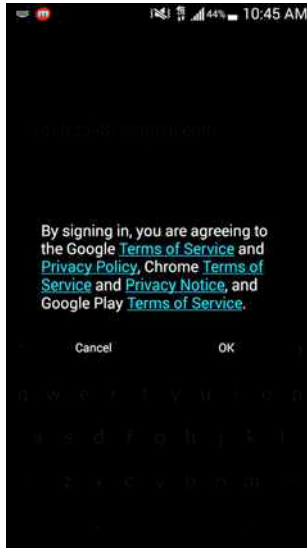 44% 10:45 AM
By signing in, you are agreeing to
the Google Terms of Service and
Privacy Policy, Chrome Terms of
Service and Privacy Notice, and
Google Play Terms of Service.
Cancel OK
q w e r t y u i o p
a s d f g h j k l
z x c v b n m